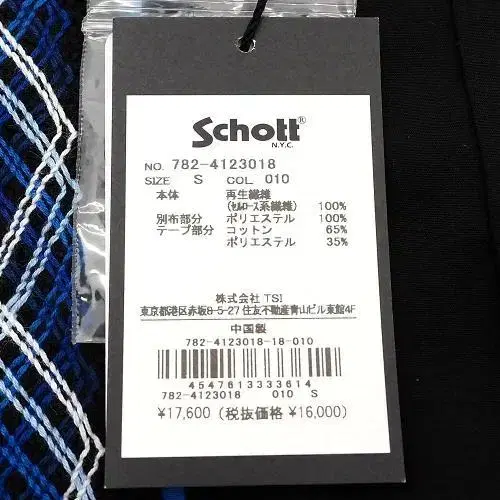 Schott®
N.Y.C.
NO. 782-4123018
SIZE S COL 010
本体 再生繊維
(セルロース系繊維) 100%
別布部分 ポリエステル 100%
テープ部分 コットン 65%
ポリエステル 35%
株式会社 TSI
東京都港区赤坂8-5-27 住友不動産青山ビル東館4F
中国製
782-4123018-18-010
4547613333614
782-4123018 010 S
¥17,600 (税抜価格 ¥16,000)